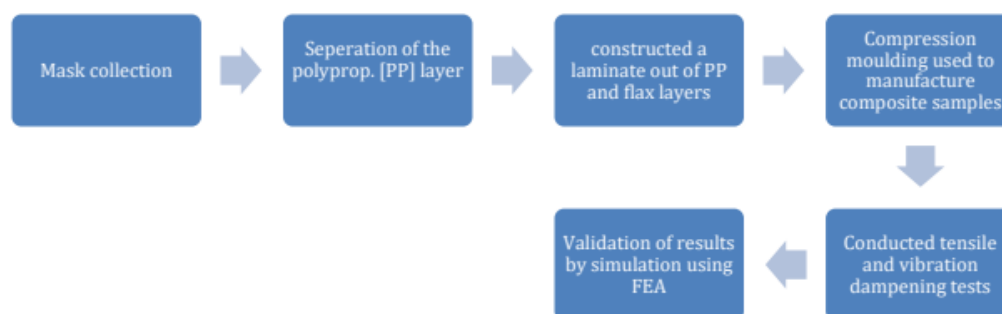 Mask collection
Seperation of the
polyprop. [PP] layer
constructed a
laminate out of PP
and flax layers
Compression
moulding used to
manufacture
composite samples
Conducted tensile
and vibration
dampening tests
Validation of results
by simulation using
FEA